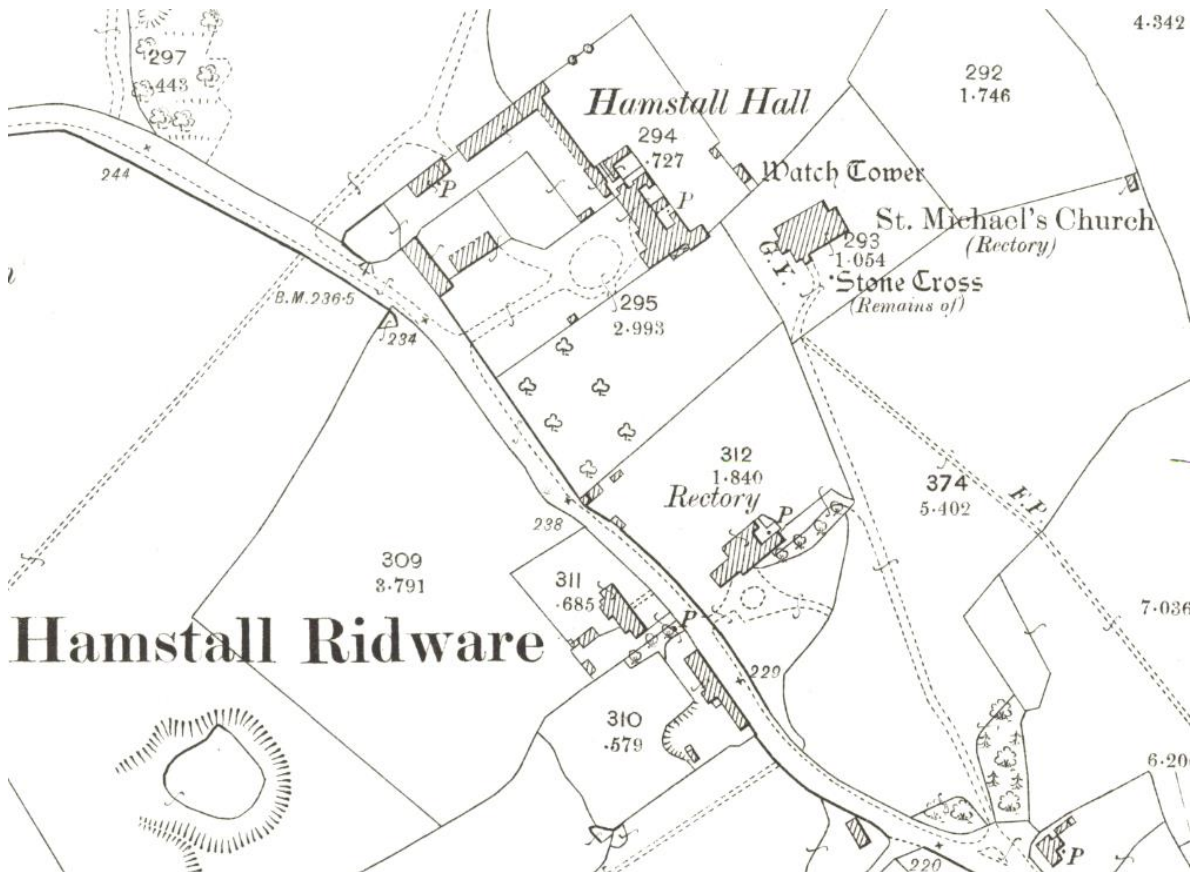 4·342
297
·443
292
1·746
Hamstall Hall
294
·727
244
P
Watch Tower
P
St. Michael's Church
(Rectory)
293
1·054
G.Y.
Stone Cross
(Remains of)
B.M.236·5
295
2·993
234
312
1·840
Rectory
374
5·402
F.P.
P
238
309
3·791
311
·685
7·036
P
Hamstall Ridware
229
310
·579
P
220